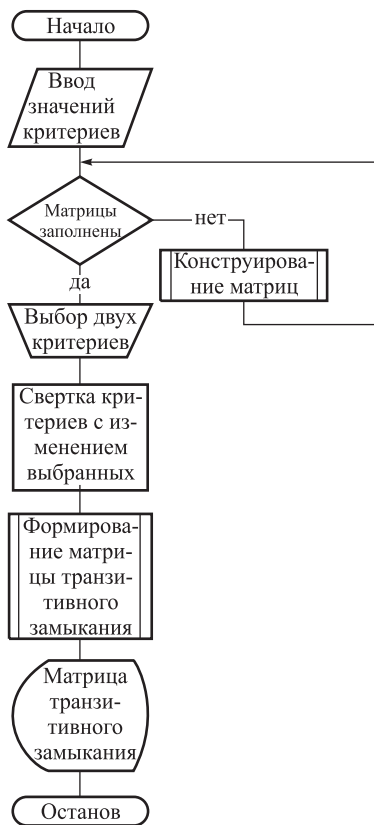 Начало
Ввод
значений
критериев
Матрицы
заполнены
нет
Конструирова-
ние матриц
да
Выбор двух
критериев
Свертка кри-
териев с из-
менением
выбранных
Формирова-
ние матри-
цы транзи-
тивного
замыкания
Матрица
транзи-
тивного
замыкания
Останов